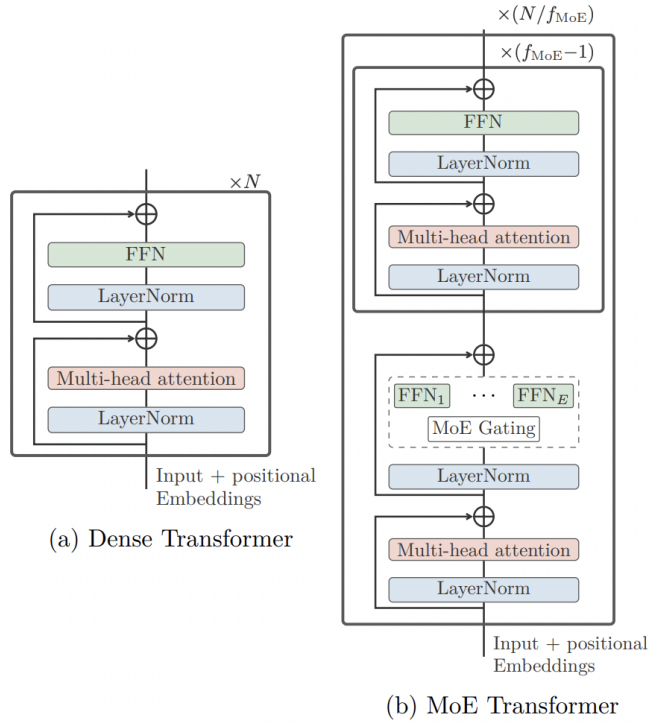 ×N
FFN
LayerNorm
Multi-head attention
LayerNorm
Input + positional
Embeddings
(a) Dense Transformer
×(N/f_MoE)
×(f_MoE−1)
FFN
LayerNorm
Multi-head attention
LayerNorm
FFN₁ ··· FFN_E
MoE Gating
LayerNorm
Multi-head attention
LayerNorm
Input + positional
Embeddings
(b) MoE Transformer